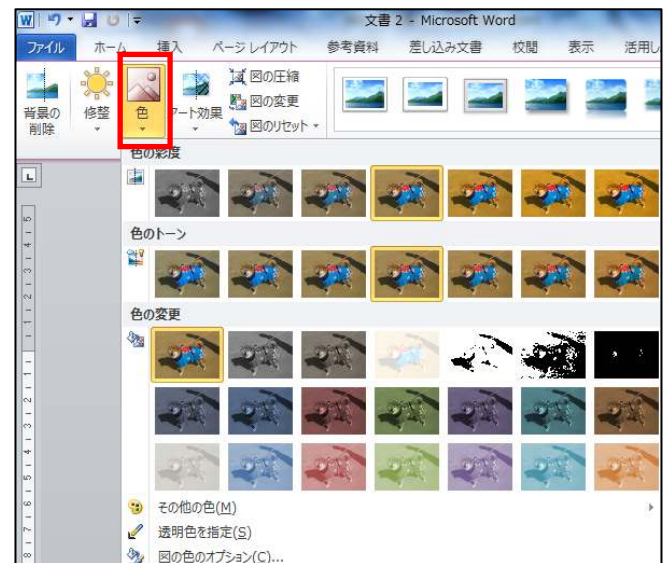 文書 2 - Microsoft Word
ファイル ホーム 挿入 ページ レイアウト 参考資料 差し込み文書 校閲 表示 活用し
背景の
削除
修整
色
アート効果
図の圧縮
図の変更
図のリセット
色の彩度
色のトーン
色の変更
その他の色(M)
透明色を指定(S)
図の色のオプション(C)...